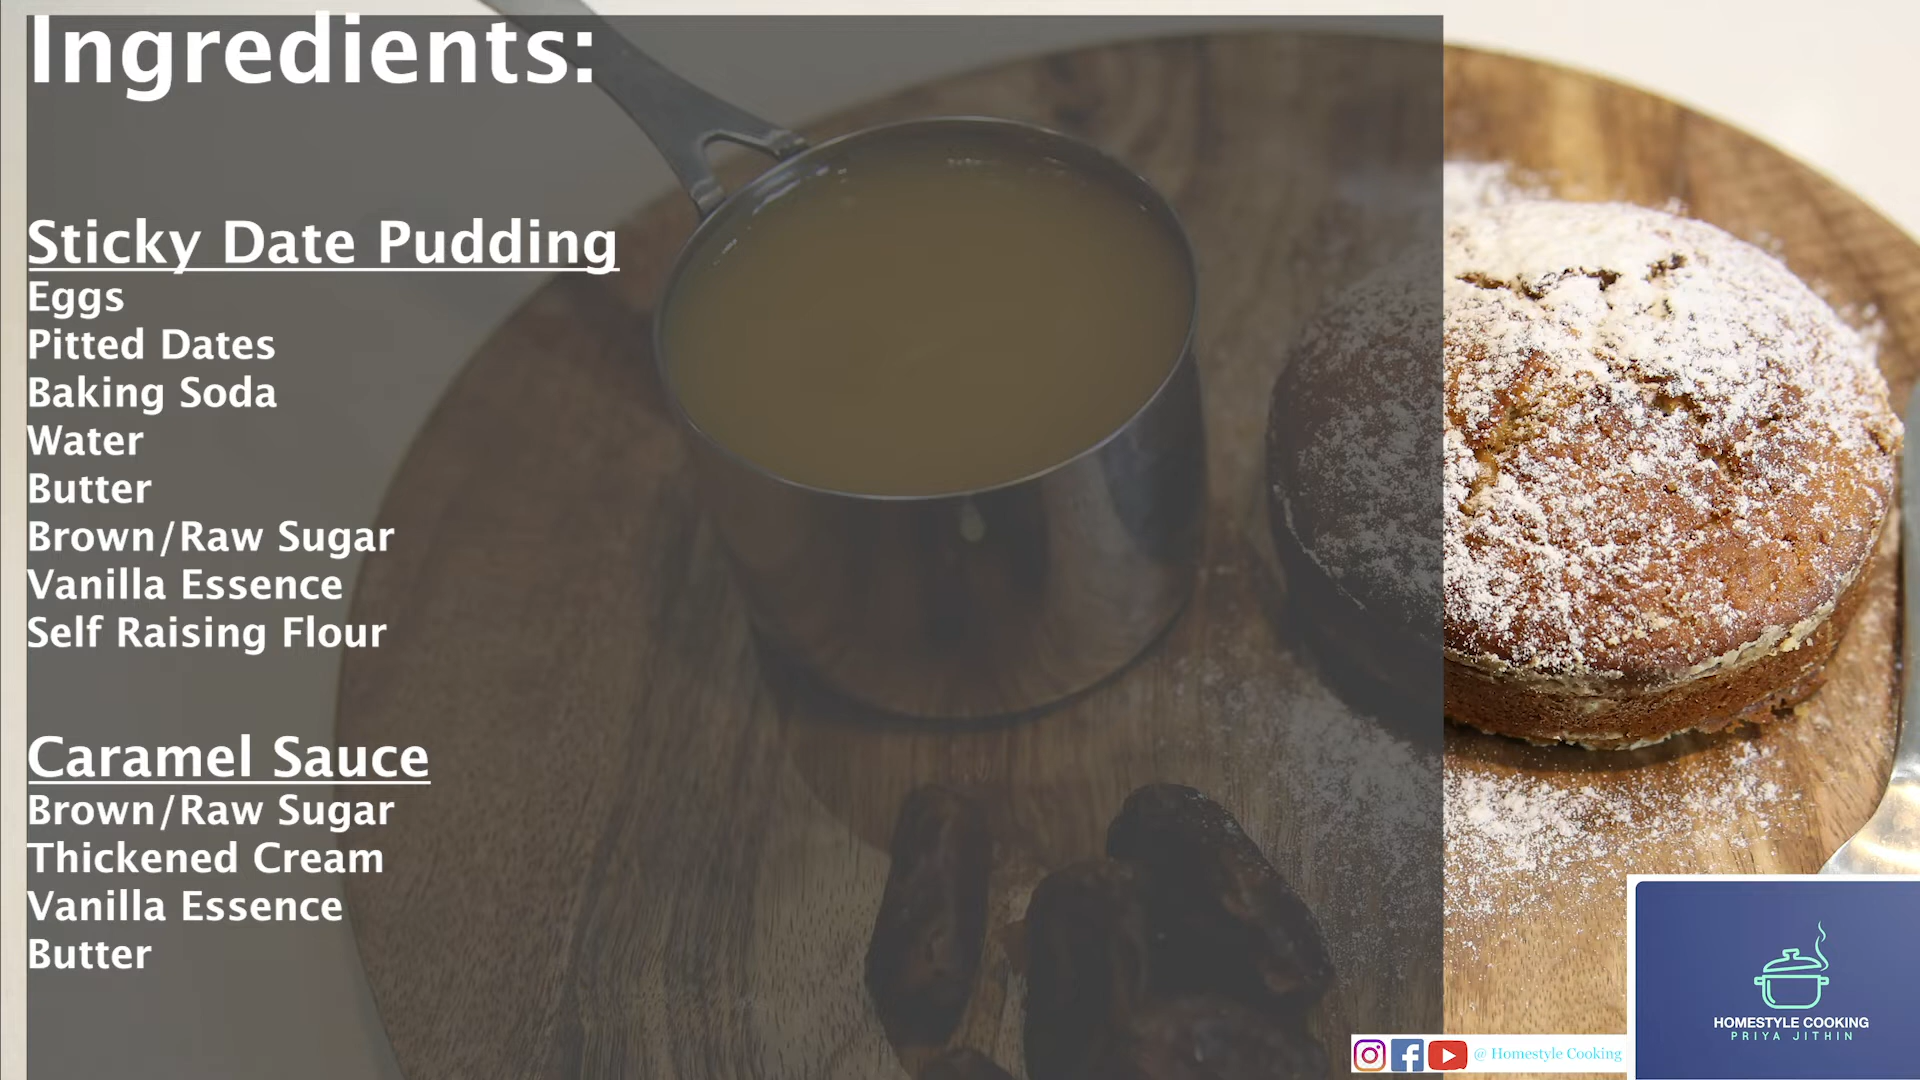 Ingredients:
Sticky Date Pudding
Eggs
Pitted Dates
Baking Soda
Water
Butter
Brown/Raw Sugar
Vanilla Essence
Self Raising Flour
Caramel Sauce
Brown/Raw Sugar
Thickened Cream
Vanilla Essence
Butter
HOMESTYLE COOKING
PRIYA JITHIN
@ Homestyle Cooking